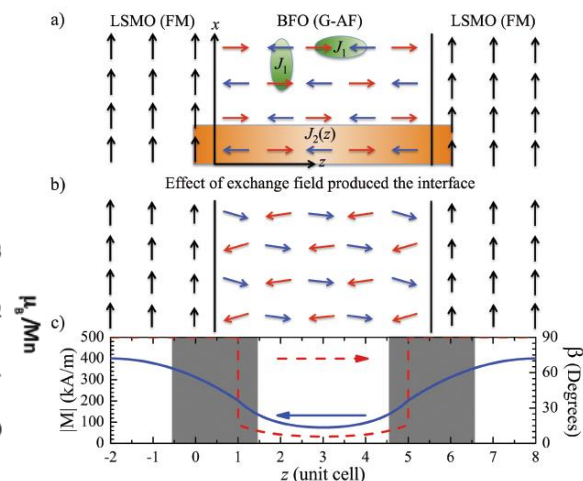 a)
LSMO (FM) BFO (G-AF) LSMO (FM)
x
J1
J1
J2(z)
z
b)
Effect of exchange field produced the interface
μB/Mn
c)
|M| (kA/m)
500
400
300
200
100
0
β (Degrees)
90
60
30
0
-2 -1 0 1 2 3 4 5 6 7 8
z (unit cell)